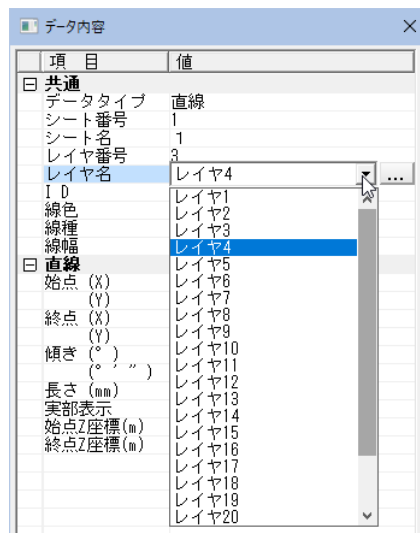 データ内容
項 目 値
共通
データタイプ 直線
シート番号 1
シート名 1
レイヤ番号 3
レイヤ名 レイヤ4 ...
I D
線色
線種
線幅
直線
始点 (X)
(Y)
終点 (X)
(Y)
傾き (° )
(° ′ ″ )
長さ (mm)
実部表示
始点Z座標(m)
終点Z座標(m)
レイヤ1
レイヤ2
レイヤ3
レイヤ4
レイヤ5
レイヤ6
レイヤ7
レイヤ8
レイヤ9
レイヤ10
レイヤ11
レイヤ12
レイヤ13
レイヤ14
レイヤ15
レイヤ16
レイヤ17
レイヤ18
レイヤ19
レイヤ20